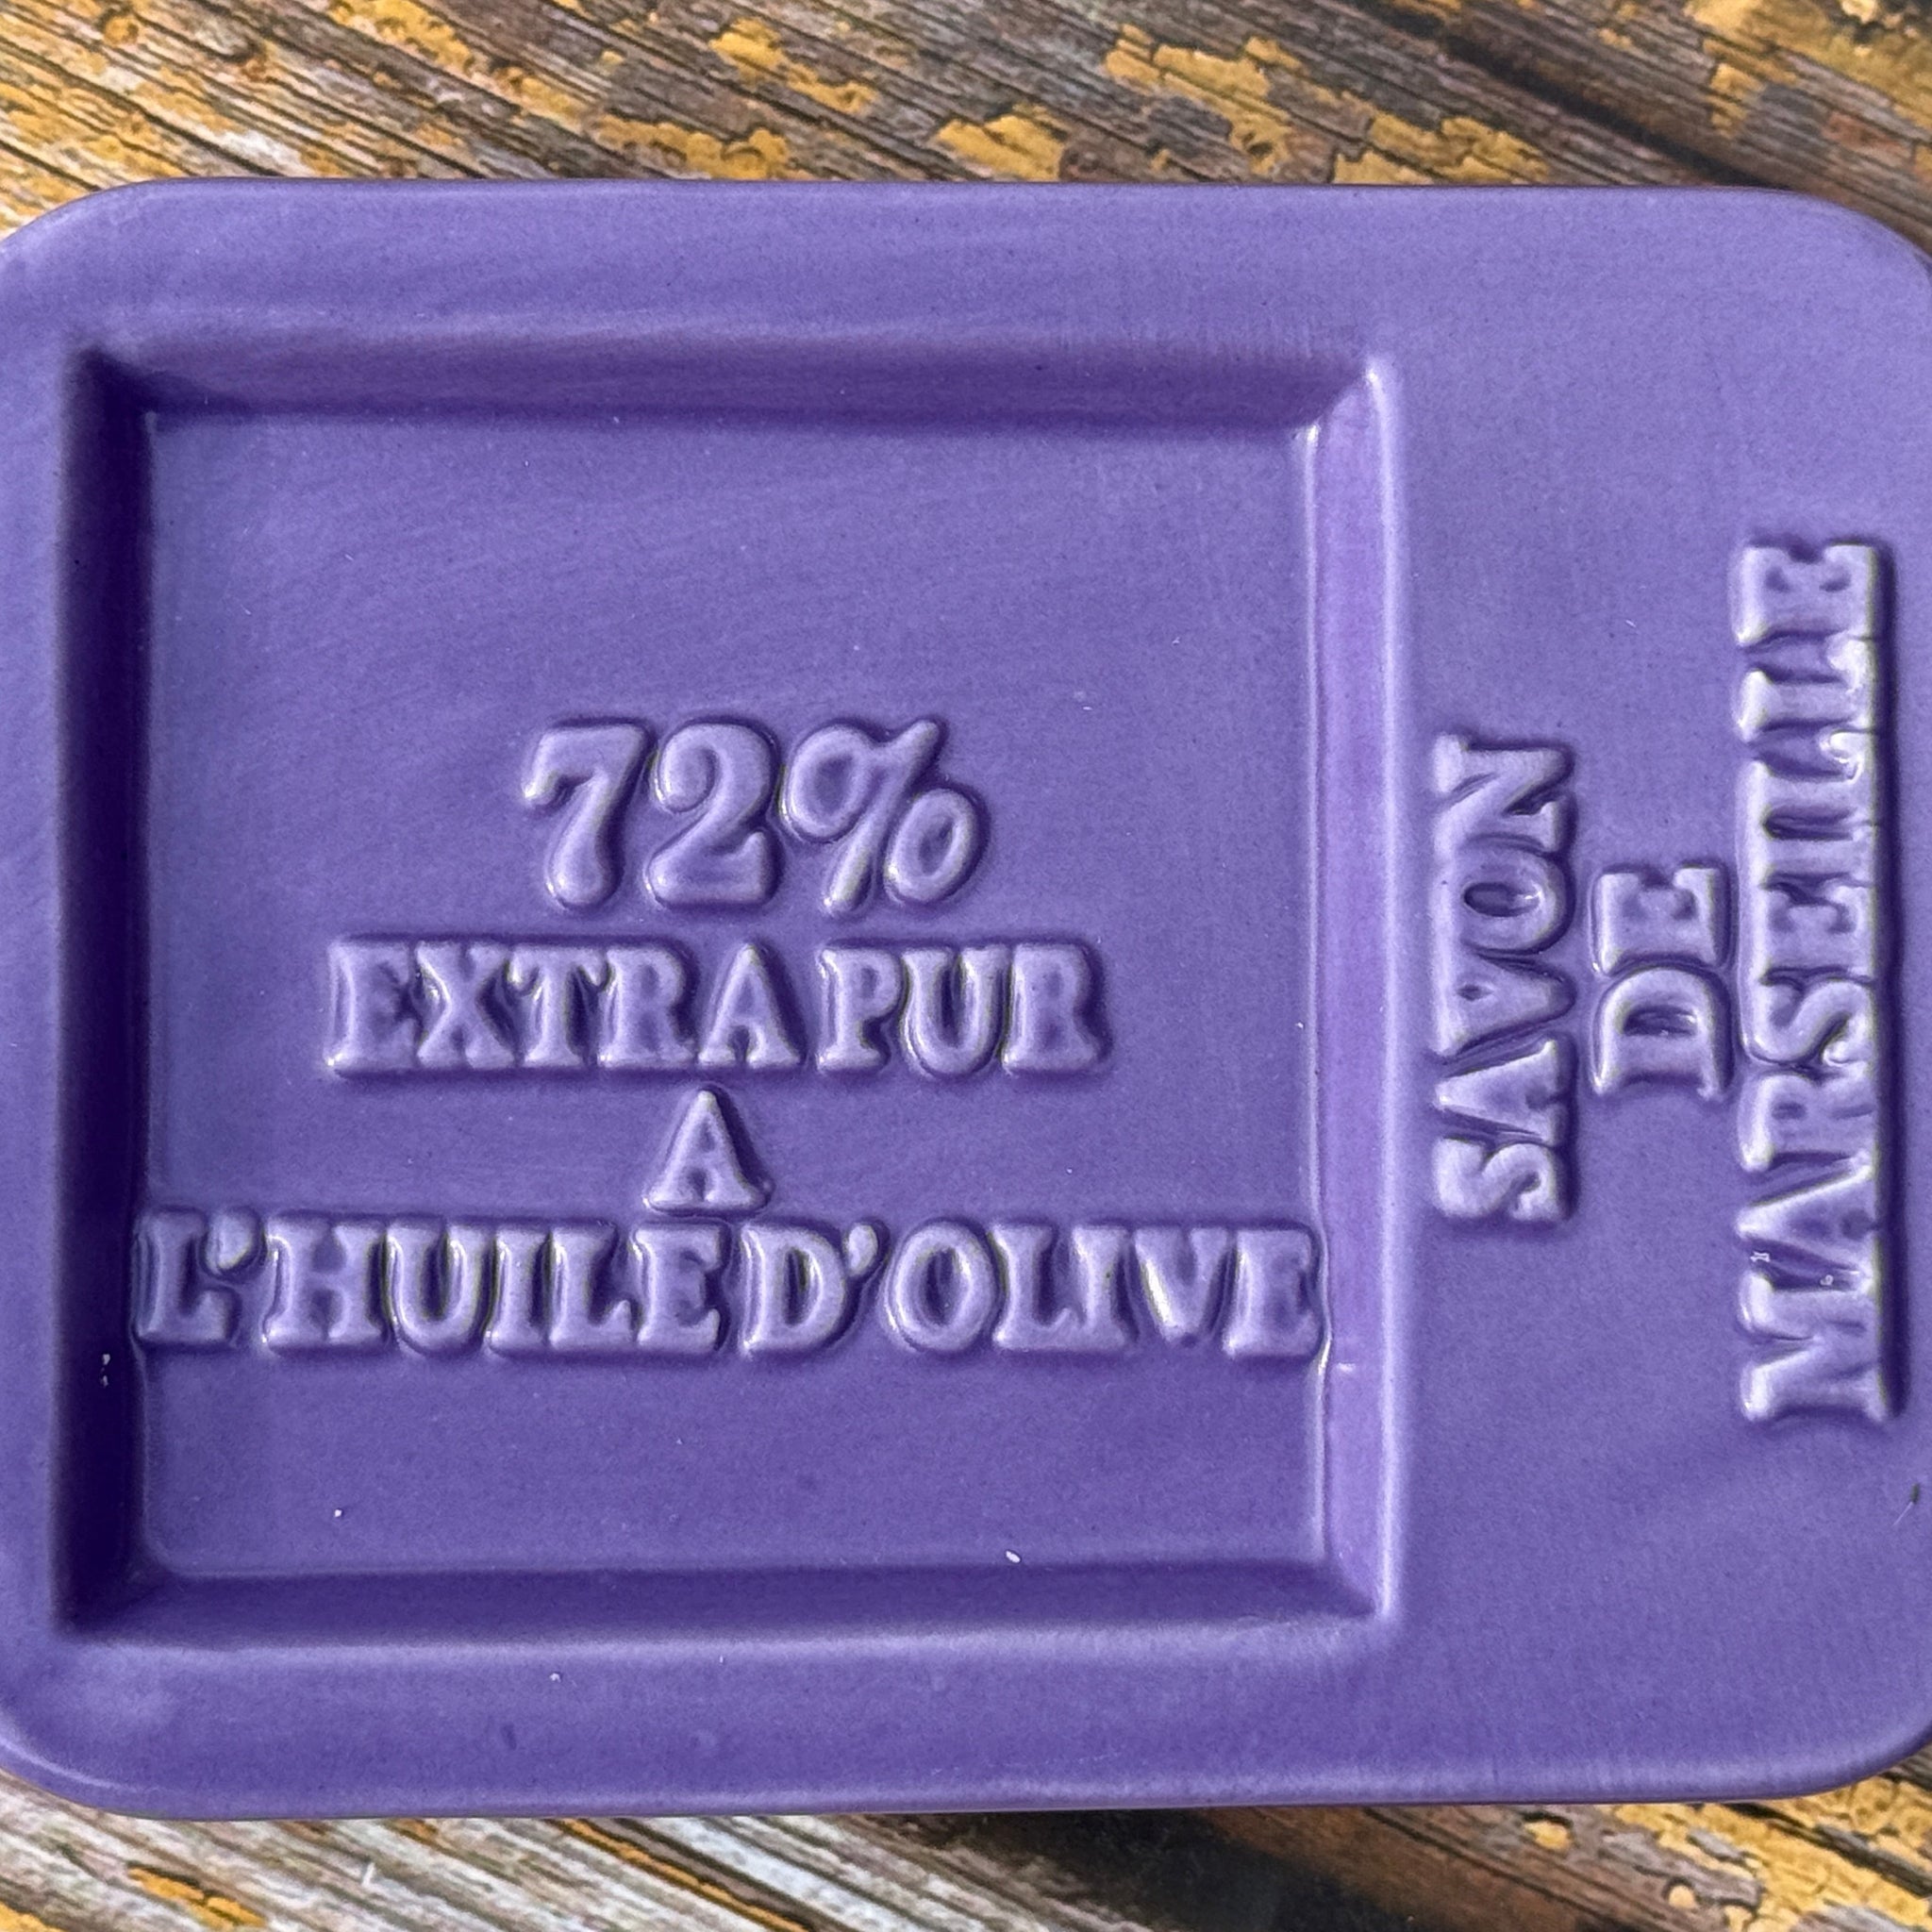 72%
EXTRA PUR
A
L'HUILE D'OLIVE
SAVON
DE
MARSEILLE